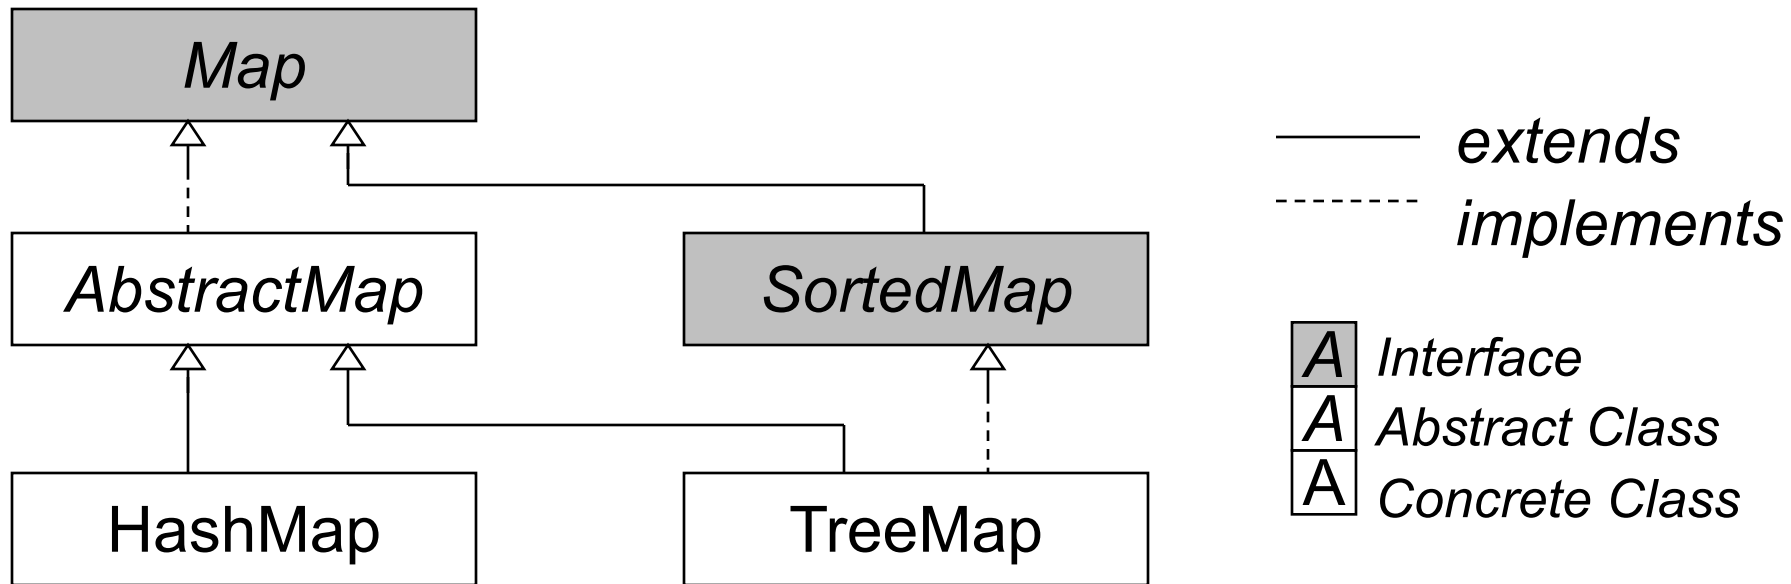 Map
extends
implements
AbstractMap
SortedMap
A Interface
A Abstract Class
A Concrete Class
HashMap
TreeMap